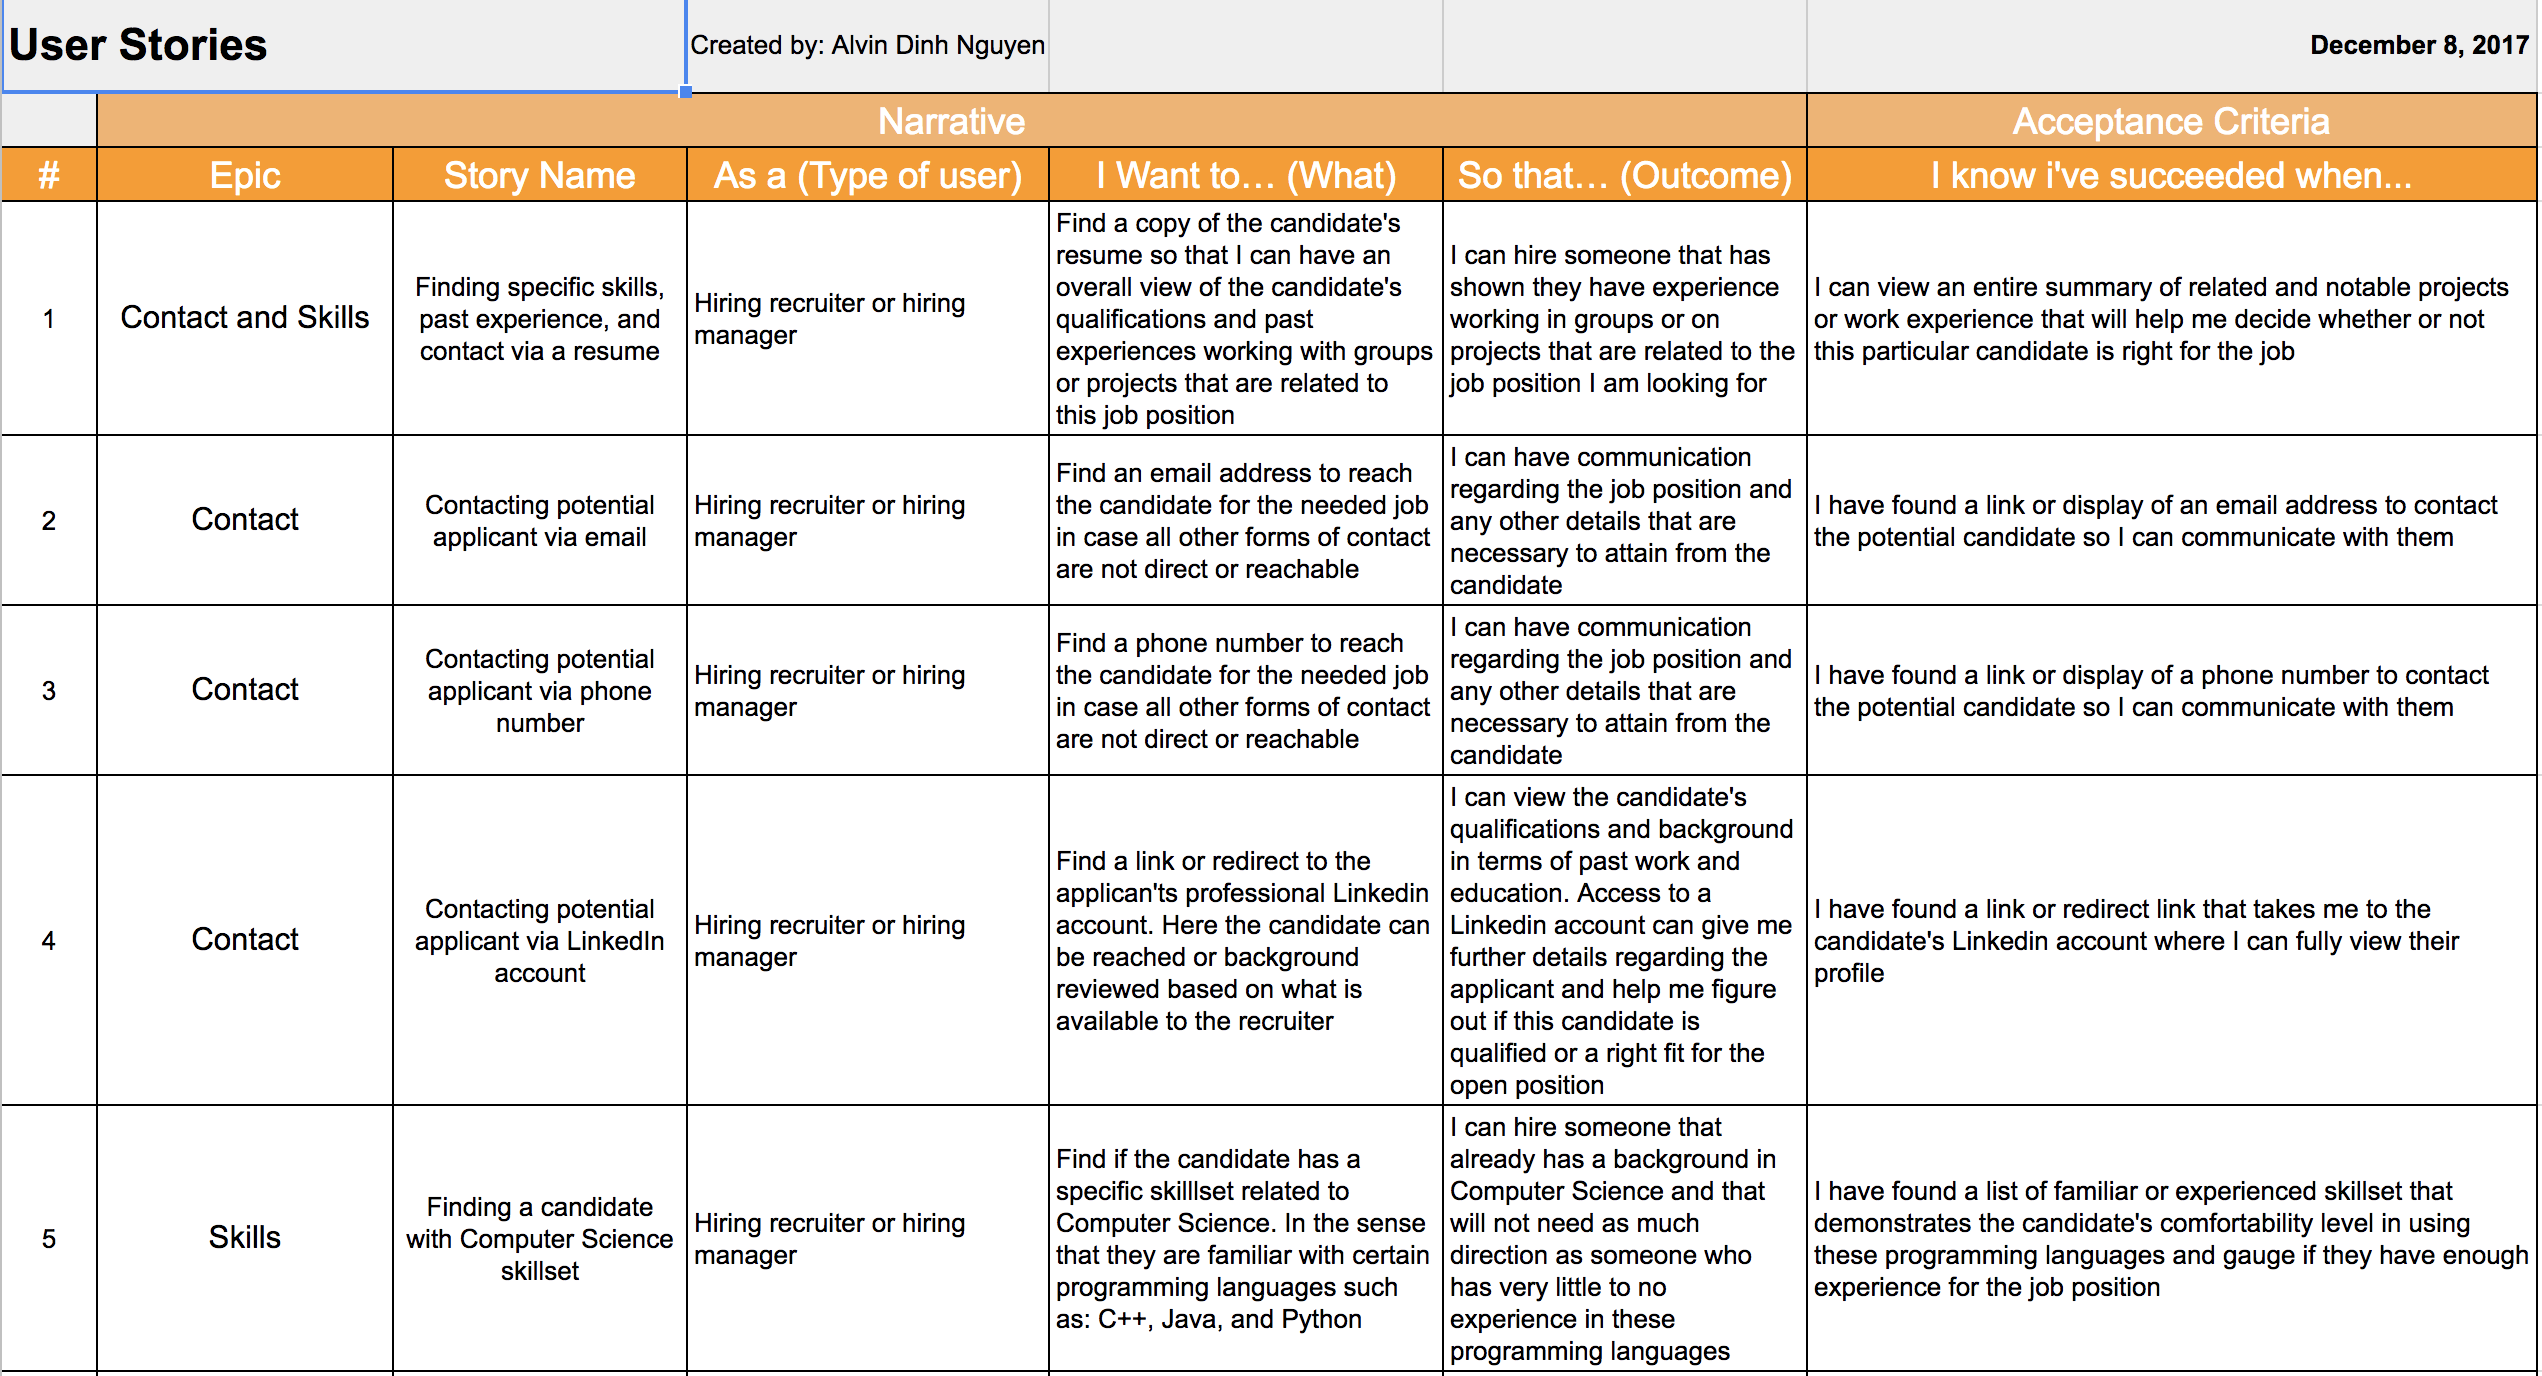 User Stories
Created by: Alvin Dinh Nguyen
December 8, 2017
Narrative
Acceptance Criteria
#
Epic
Story Name
As a (Type of user)
I Want to... (What)
So that... (Outcome)
I know i've succeeded when...
1
Contact and Skills
Finding specific skills,
past experience, and
contact via a resume
Hiring recruiter or hiring
manager
Find a copy of the candidate's
resume so that I can have an
overall view of the candidate's
qualifications and past
experiences working with groups
or projects that are related to
this job position
I can hire someone that has
shown they have experience
working in groups or on
projects that are related to the
job position I am looking for
I can view an entire summary of related and notable projects
or work experience that will help me decide whether or not
this particular candidate is right for the job
2
Contact
Contacting potential
applicant via email
Hiring recruiter or hiring
manager
Find an email address to reach
the candidate for the needed job
in case all other forms of contact
are not direct or reachable
I can have communication
regarding the job position and
any other details that are
necessary to attain from the
candidate
I have found a link or display of an email address to contact
the potential candidate so I can communicate with them
3
Contact
Contacting potential
applicant via phone
number
Hiring recruiter or hiring
manager
Find a phone number to reach
the candidate for the needed job
in case all other forms of contact
are not direct or reachable
I can have communication
regarding the job position and
any other details that are
necessary to attain from the
candidate
I have found a link or display of a phone number to contact
the potential candidate so I can communicate with them
4
Contact
Contacting potential
applicant via LinkedIn
account
Hiring recruiter or hiring
manager
Find a link or redirect to the
applican'ts professional Linkedin
account. Here the candidate can
be reached or background
reviewed based on what is
available to the recruiter
I can view the candidate's
qualifications and background
in terms of past work and
education. Access to a
Linkedin account can give me
further details regarding the
applicant and help me figure
out if this candidate is
qualified or a right fit for the
open position
I have found a link or redirect link that takes me to the
candidate's Linkedin account where I can fully view their
profile
5
Skills
Finding a candidate
with Computer Science
skillset
Hiring recruiter or hiring
manager
Find if the candidate has a
specific skilllset related to
Computer Science. In the sense
that they are familiar with certain
programming languages such
as: C++, Java, and Python
I can hire someone that
already has a background in
Computer Science and that
will not need as much
direction as someone who
has very little to no
experience in these
programming languages
I have found a list of familiar or experienced skillset that
demonstrates the candidate's comfortability level in using
these programming languages and gauge if they have enough
experience for the job position